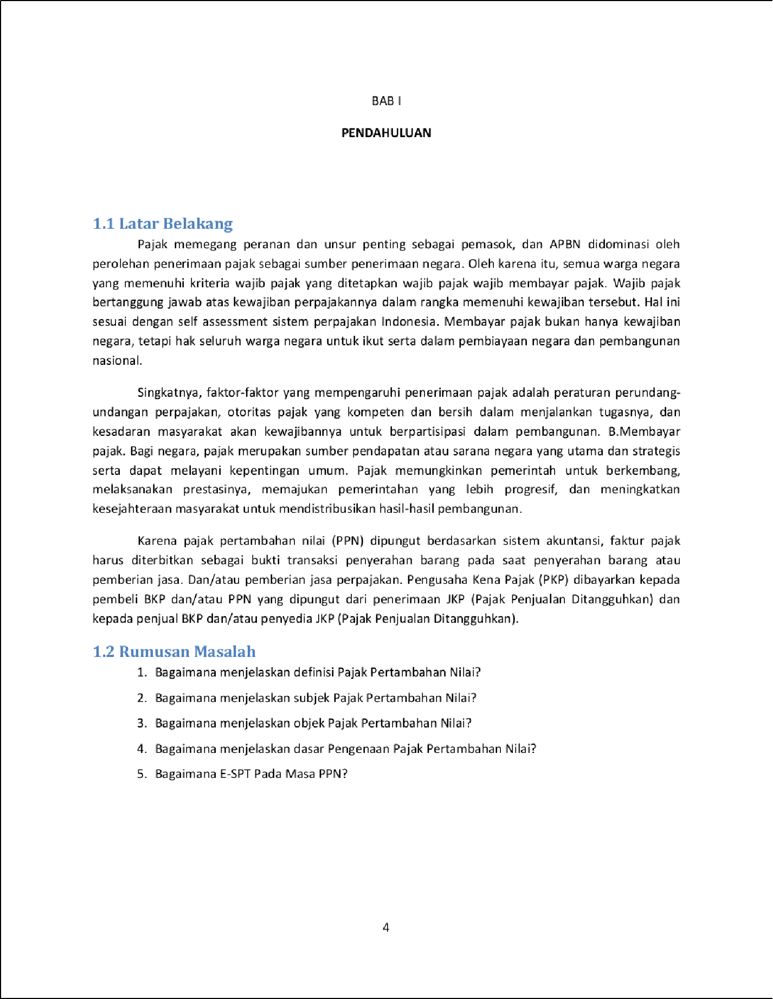 BAB I
PENDAHULUAN
1.1 Latar Belakang
Pajak memegang peranan dan unsur penting sebagai pemasok, dan APBN didominasi oleh
perolehan penerimaan pajak sebagai sumber penerimaan negara. Oleh karena itu, semua warga negara
yang memenuhi kriteria wajib pajak yang ditetapkan wajib pajak wajib membayar pajak. Wajib pajak
bertanggung jawab atas kewajiban perpajakannya dalam rangka memenuhi kewajiban tersebut. Hal ini
sesuai dengan self assessment sistem perpajakan Indonesia. Membayar pajak bukan hanya kewajiban
negara, tetapi hak seluruh warga negara untuk ikut serta dalam pembiayaan negara dan pembangunan
nasional.
Singkatnya, faktor-faktor yang mempengaruhi penerimaan pajak adalah peraturan perundang-
undangan perpajakan, otoritas pajak yang kompeten dan bersih dalam menjalankan tugasnya, dan
kesadaran masyarakat akan kewajibannya untuk berpartisipasi dalam pembangunan. B.Membayar
pajak. Bagi negara, pajak merupakan sumber pendapatan atau sarana negara yang utama dan strategis
serta dapat melayani kepentingan umum. Pajak memungkinkan pemerintah untuk berkembang,
melaksanakan prestasinya, memajukan pemerintahan yang lebih progresif, dan meningkatkan
kesejahteraan masyarakat untuk mendistribusikan hasil-hasil pembangunan.
Karena pajak pertambahan nilai (PPN) dipungut berdasarkan sistem akuntansi, faktur pajak
harus diterbitkan sebagai bukti transaksi penyerahan barang pada saat penyerahan barang atau
pemberian jasa. Dan/atau pemberian jasa perpajakan. Pengusaha Kena Pajak (PKP) dibayarkan kepada
pembeli BKP dan/atau PPN yang dipungut dari penerimaan JKP (Pajak Penjualan Ditangguhkan) dan
kepada penjual BKP dan/atau penyedia JKP (Pajak Penjualan Ditangguhkan).
1.2 Rumusan Masalah
1. Bagaimana menjelaskan definisi Pajak Pertambahan Nilai?
2. Bagaimana menjelaskan subjek Pajak Pertambahan Nilai?
3. Bagaimana menjelaskan objek Pajak Pertambahan Nilai?
4. Bagaimana menjelaskan dasar Pengenaan Pajak Pertambahan Nilai?
5. Bagaimana E-SPT Pada Masa PPN?
4